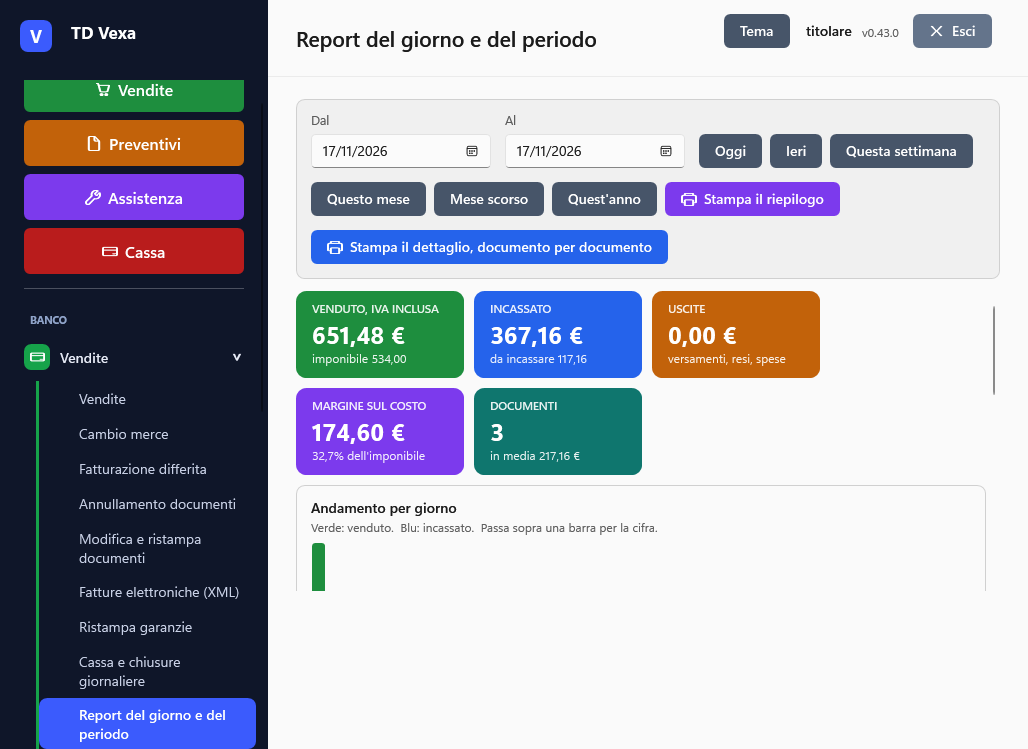 V
TD Vexa
Vendite
Preventivi
Assistenza
Cassa
BANCO
Vendite
Vendite
Cambio merce
Fatturazione differita
Annullamento documenti
Modifica e ristampa
documenti
Fatture elettroniche (XML)
Ristampa garanzie
Cassa e chiusure
giornaliere
Report del giorno e del
periodo
Report del giorno e del periodo
Tema
titolare
v0.43.0
Esci
Dal
Al
17/11/2026
17/11/2026
Oggi
Ieri
Questa settimana
Questo mese
Mese scorso
Quest'anno
Stampa il riepilogo
Stampa il dettaglio, documento per documento
VENDUTO, IVA INCLUSA
651,48 €
imponibile 534,00
INCASSATO
367,16 €
da incassare 117,16
USCITE
0,00 €
versamenti, resi, spese
MARGINE SUL COSTO
174,60 €
32,7% dell'imponibile
DOCUMENTI
3
in media 217,16 €
Andamento per giorno
Verde: venduto. Blu: incassato. Passa sopra una barra per la cifra.